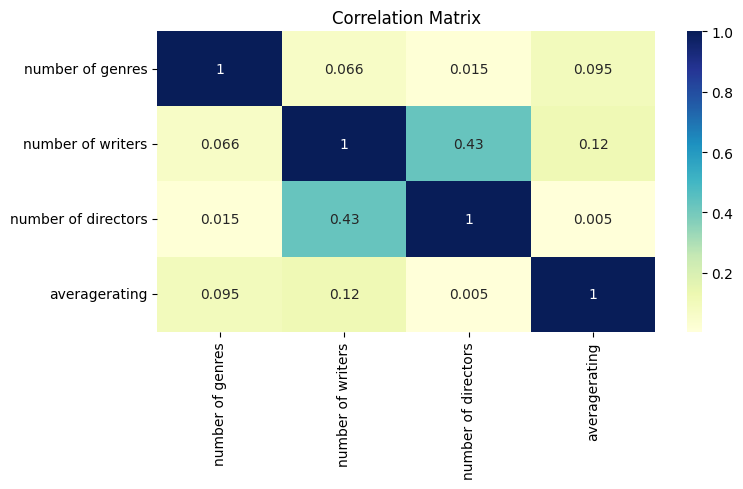 Correlation Matrix
number of genres 1 0.066 0.015 0.095
number of writers 0.066 1 0.43 0.12
number of directors 0.015 0.43 1 0.005
averagerating 0.095 0.12 0.005 1
number of genres
number of writers
number of directors
averagerating
1.0
0.8
0.6
0.4
0.2